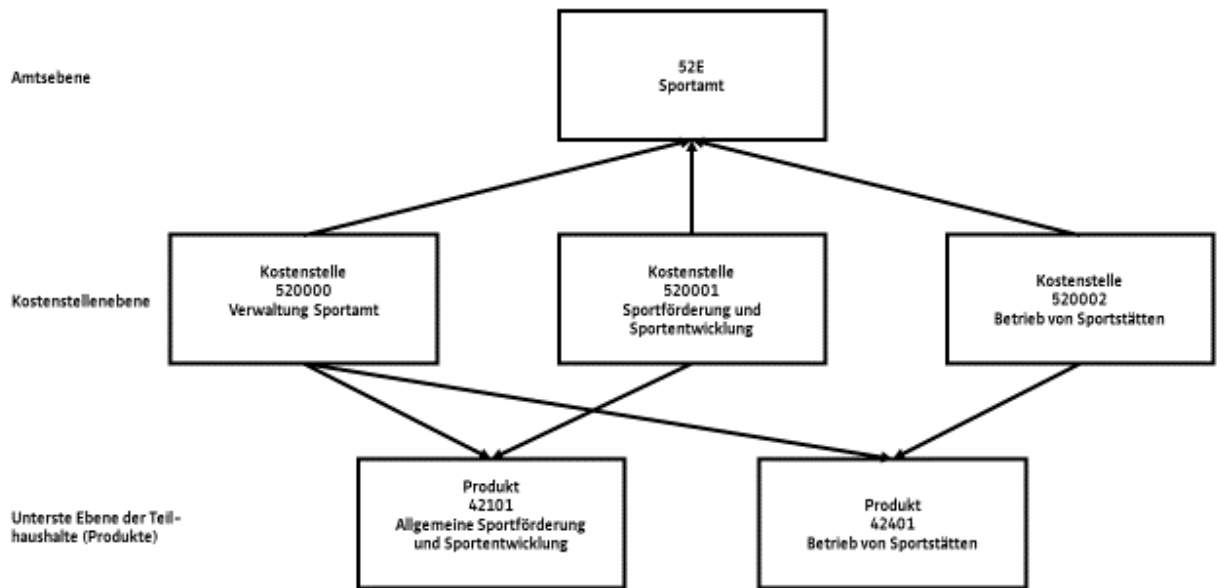 Amtsebene
52E
Sportamt
Kostenstellenebene
Kostenstelle
520000
Verwaltung Sportamt
Kostenstelle
520001
Sportförderung und
Sportentwicklung
Kostenstelle
520002
Betrieb von Sportstätten
Unterste Ebene der Teil-
haushalte (Produkte)
Produkt
42101
Allgemeine Sportförderung
und Sportentwicklung
Produkt
42401
Betrieb von Sportstätten